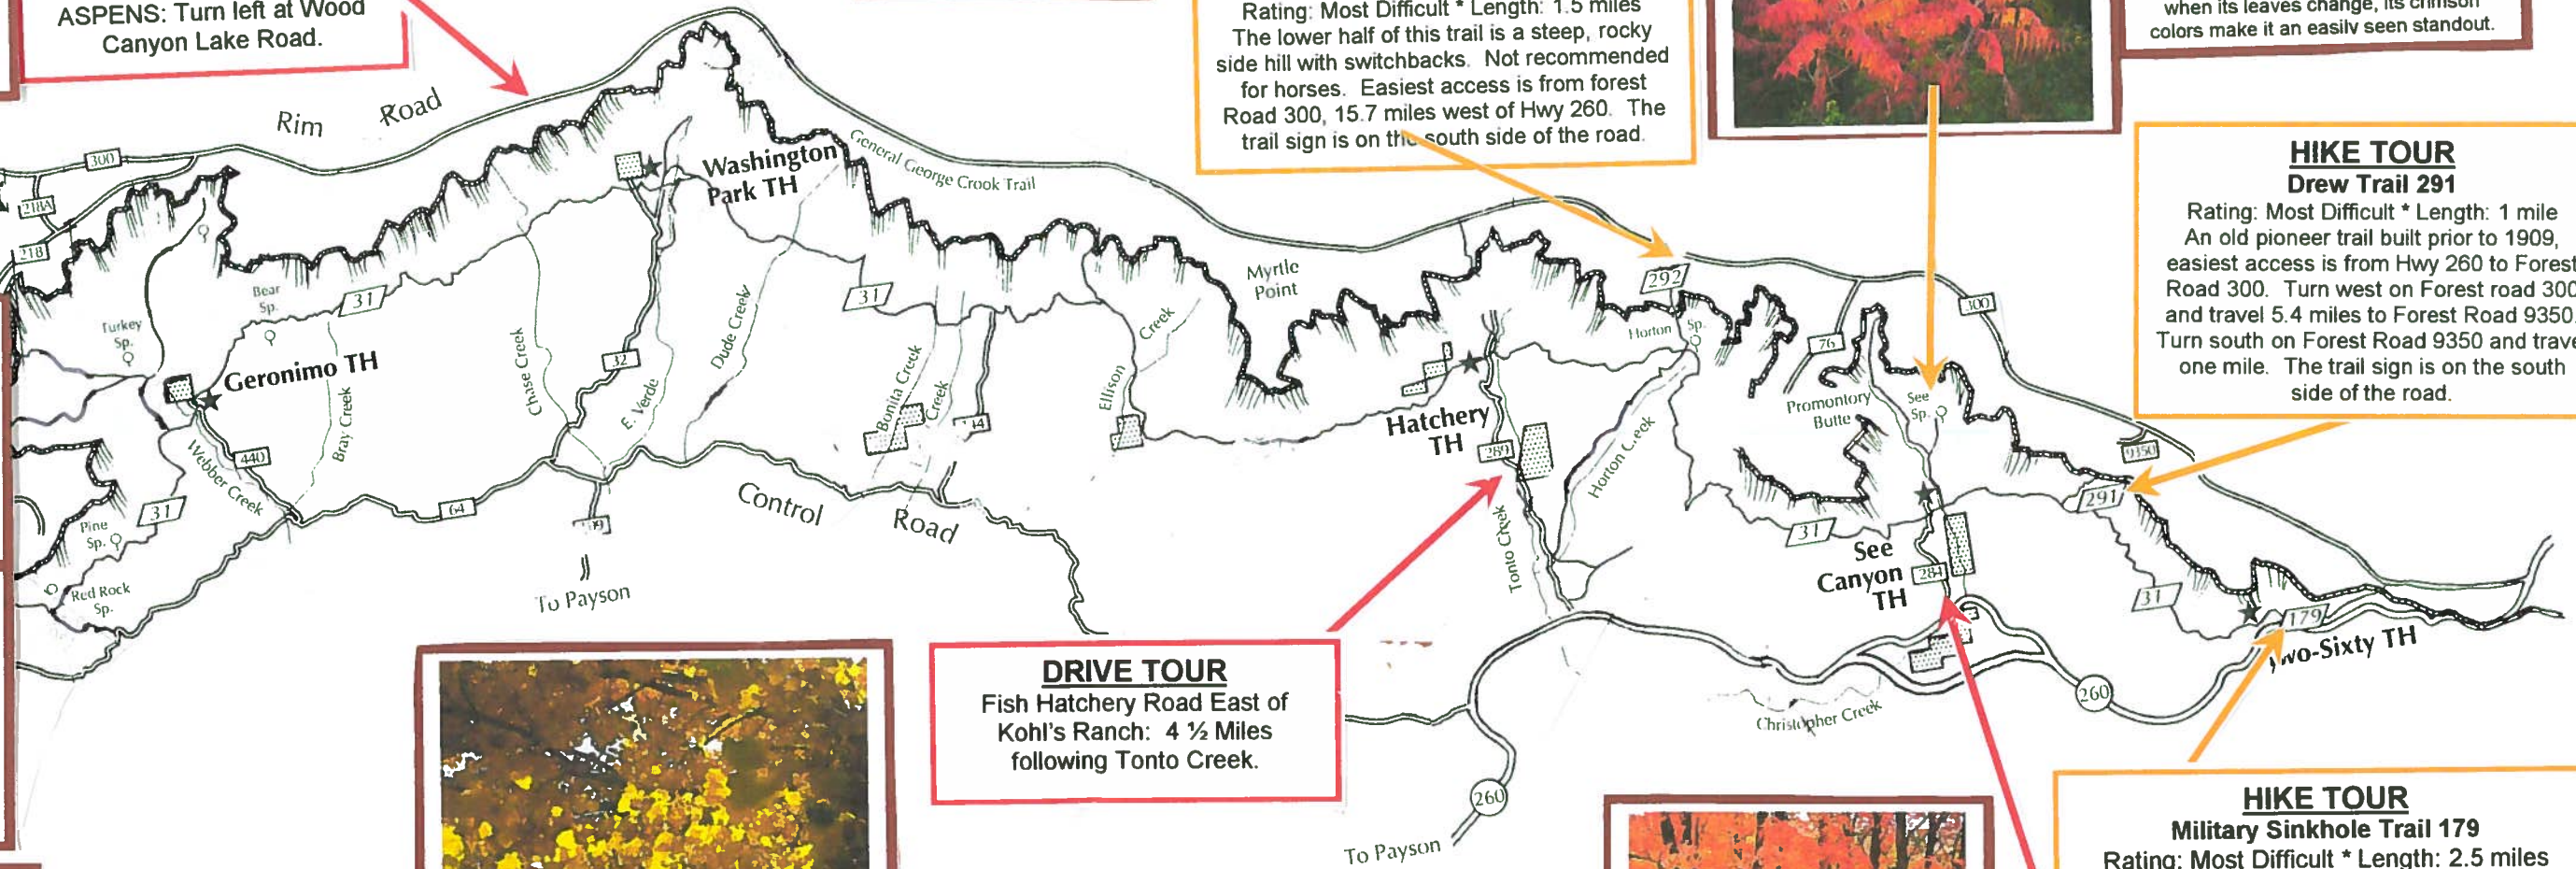 ASPENS: Turn left at Wood
Canyon Lake Road.
Rating: Most Difficult * Length: 1.5 miles
The lower half of this trail is a steep, rocky
side hill with switchbacks. Not recommended
for horses. Easiest access is from forest
Road 300, 15.7 miles west of Hwy 260. The
trail sign is on the south side of the road.
when its leaves change, its crimson
colors make it an easily seen standout.
HIKE TOUR
Drew Trail 291
Rating: Most Difficult * Length: 1 mile
An old pioneer trail built prior to 1909,
easiest access is from Hwy 260 to Forest
Road 300. Turn west on Forest road 300
and travel 5.4 miles to Forest Road 9350.
Turn south on Forest Road 9350 and trave
one mile. The trail sign is on the south
side of the road.
Rim Road
300
218A
218
Washington
Park TH
General George Crook Trail
Myrtle
Point
292
300
Turkey
Sp.
Bear
Sp.
31
31
Geronimo TH
Bray Creek
Chase Creek
32
E. Verde
Dude Creek
Bonita Creek
Creek
Ellison
Creek
Hatchery
TH
289
Horton Sp.
Horton Creek
Tonto Creek
76
Promontory
Butte
See
Sp.
9350
291
Webber Creek
440
64
Control Road
To Payson
Pine
Sp.
31
Red Rock
Sp.
31
See
Canyon
TH
284
31
179
Two-Sixty TH
260
Christopher Creek
260
To Payson
DRIVE TOUR
Fish Hatchery Road East of
Kohl's Ranch: 4 ½ Miles
following Tonto Creek.
HIKE TOUR
Military Sinkhole Trail 179
Rating: Most Difficult * Length: 2.5 miles